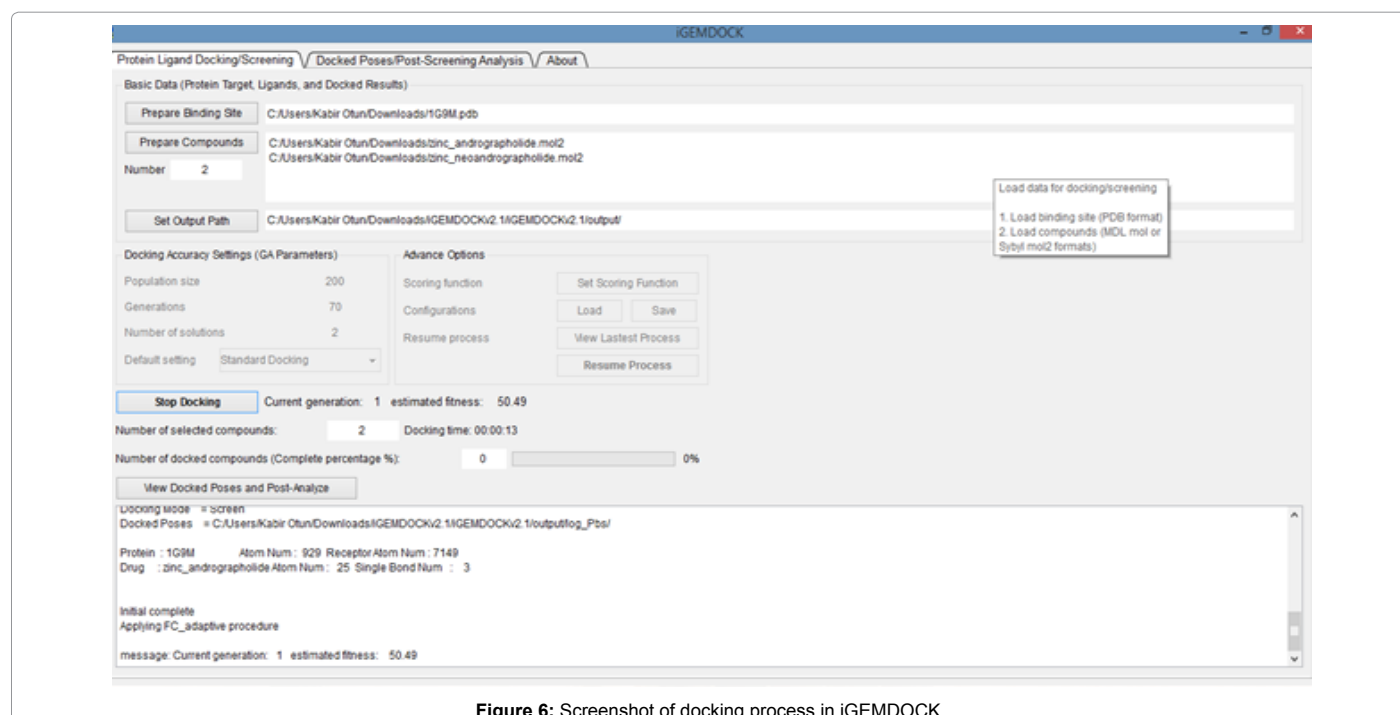 iGEMDOCK
Protein Ligand Docking/Screening Docked Poses/Post-Screening Analysis About
Basic Data (Protein Target, Ligands, and Docked Results)
Prepare Binding Site C:/Users/Kabir Otun/Downloads/1G9M.pdb
Prepare Compounds C:/Users/Kabir Otun/Downloads/zinc_andrographolide.mol2
C:/Users/Kabir Otun/Downloads/zinc_neoandrographolide.mol2
Number 2
Load data for docking/screening
1. Load binding site (PDB format)
2. Load compounds (MDL mol or
Sybyl mol2 formats)
Set Output Path C:/Users/Kabir Otun/Downloads/iGEMDOCKv2.1/iGEMDOCKv2.1/output/
Docking Accuracy Settings (GA Parameters) Advance Options
Population size 200 Scoring function Set Scoring Function
Generations 70 Configurations Load Save
Number of solutions 2 Resume process View Lastest Process
Default setting Standard Docking Resume Process
Stop Docking Current generation: 1 estimated fitness: 50.49
Number of selected compounds: 2 Docking time: 00:00:13
Number of docked compounds (Complete percentage %): 0 0%
View Docked Poses and Post-Analyze
Docking Mode = Screen
Docked Poses = C:/Users/Kabir Otun/Downloads/iGEMDOCKv2.1/iGEMDOCKv2.1/output/log_Pbs/
Protein : 1G9M Atom Num : 929 Receptor Atom Num : 7149
Drug : zinc_andrographolide Atom Num : 25 Single Bond Num : 3
Initial complete
Applying FC_adaptive procedure
message: Current generation: 1 estimated fitness: 50.49
Figure 6: Screenshot of docking process in iGEMDOCK